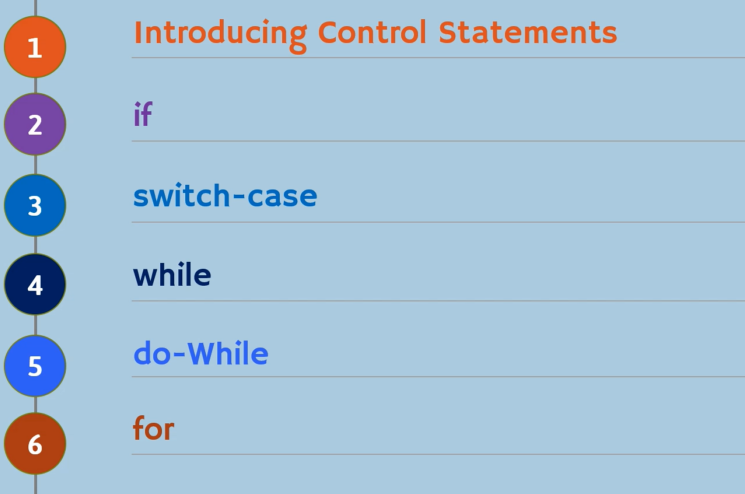 1 Introducing Control Statements
2 if
3 switch-case
4 while
5 do-While
6 for